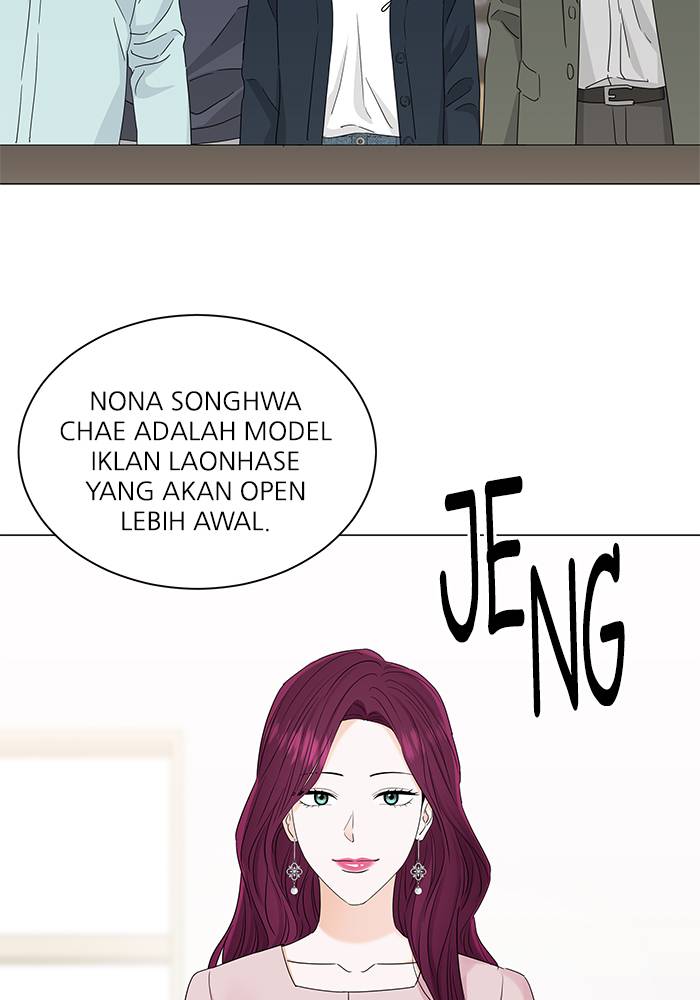 NONA SONGHWA
CHAE ADALAH MODEL
IKLAN LAONHASE
YANG AKAN OPEN
LEBIH AWAL.
JENG